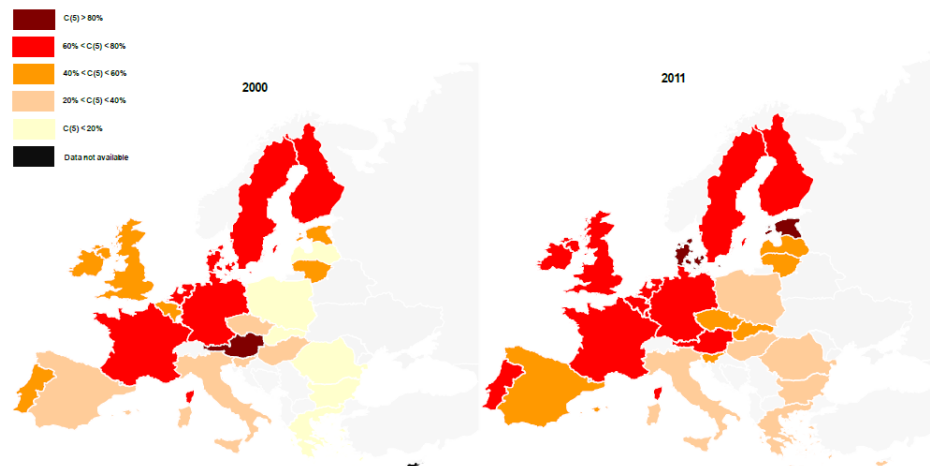 C(5) > 80%
60% < C(5) < 80%
40% < C(5) < 60%
20% < C(5) < 40%
C(5) < 20%
Data not available
2000
2011